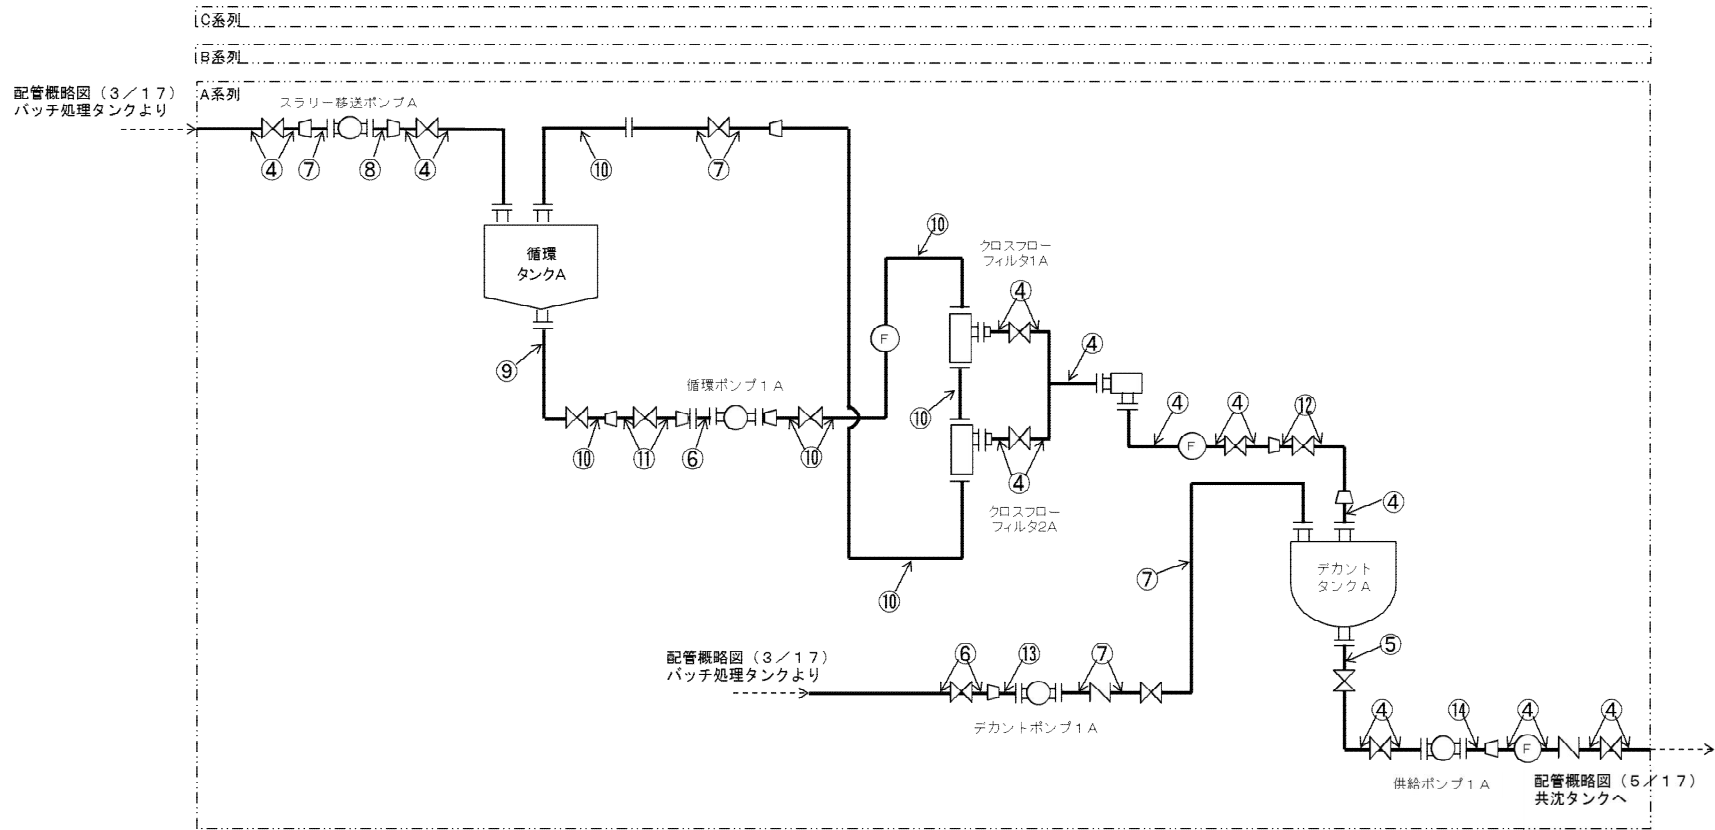 C系列
B系列
A系列
配管概略図（3／17）
バッチ処理タンクより
スラリー移送ポンプA
④
⑦
⑧
④
⑩
⑦
循環
タンクA
⑩
クロスフロー
フィルタ1A
④
F
④
⑨
循環ポンプ1A
⑩
④
④
⑫
F
⑩
⑪
⑥
⑩
④
④
クロスフロー
フィルタ2A
デカント
タンクA
⑦
⑩
配管概略図（3／17）
バッチ処理タンクより
⑥
⑬
⑦
⑤
デカントポンプ1A
④
⑭
④
④
F
供給ポンプ1A
配管概略図（5／17）
共沈タンクへ